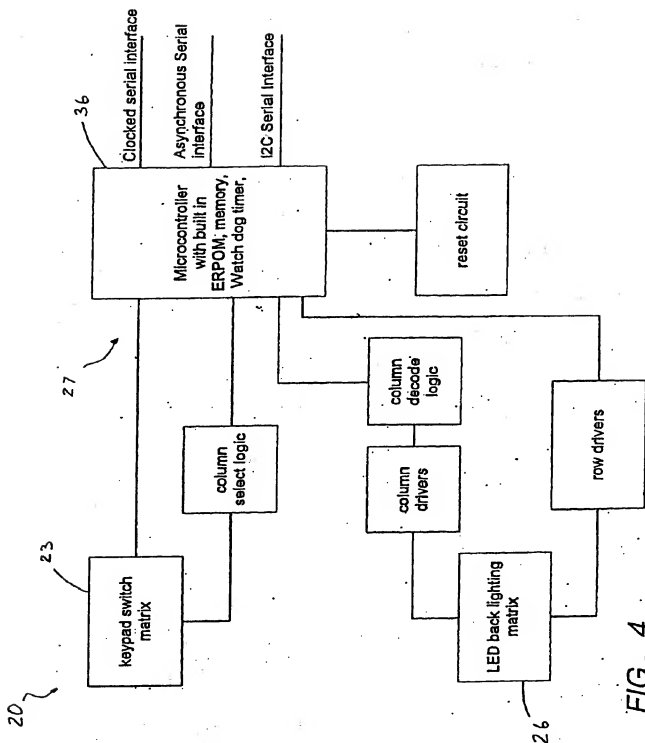 20
23
keypad switch
matrix
column
select logic
27
36
Microcontroller
with built in
ERPOM, memory,
Watch dog timer,
Clocked serial interface
Asynchronous Serial
interface
I2C Serial Interface
reset circuit
column
decode
logic
column
drivers
row drivers
LED back lighting
matrix
26
FIG. 4